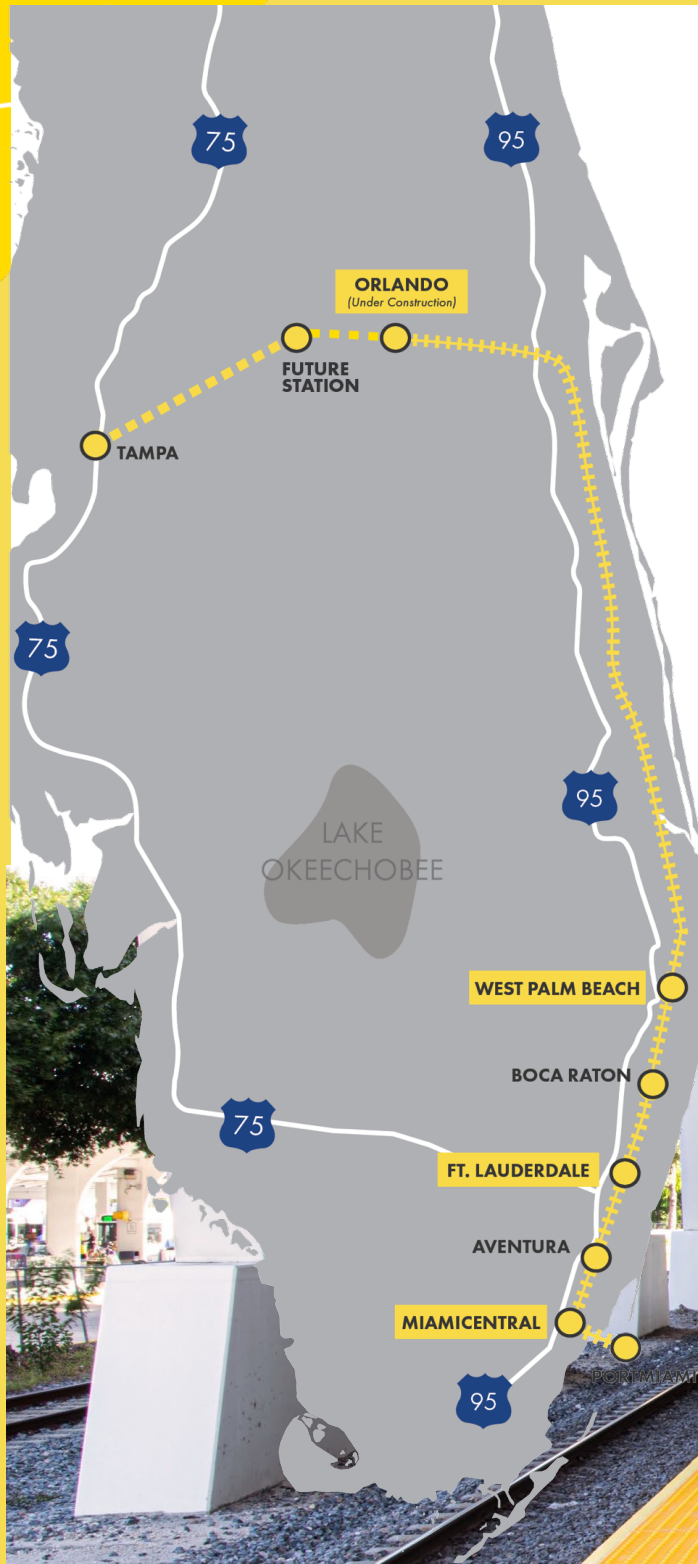 75
95
ORLANDO
(Under Construction)
FUTURE
STATION
TAMPA
75
95
LAKE
OKEECHOBEE
WEST PALM BEACH
BOCA RATON
75
FT. LAUDERDALE
AVENTURA
MIAMICENTRAL
PORTMIAMI
95